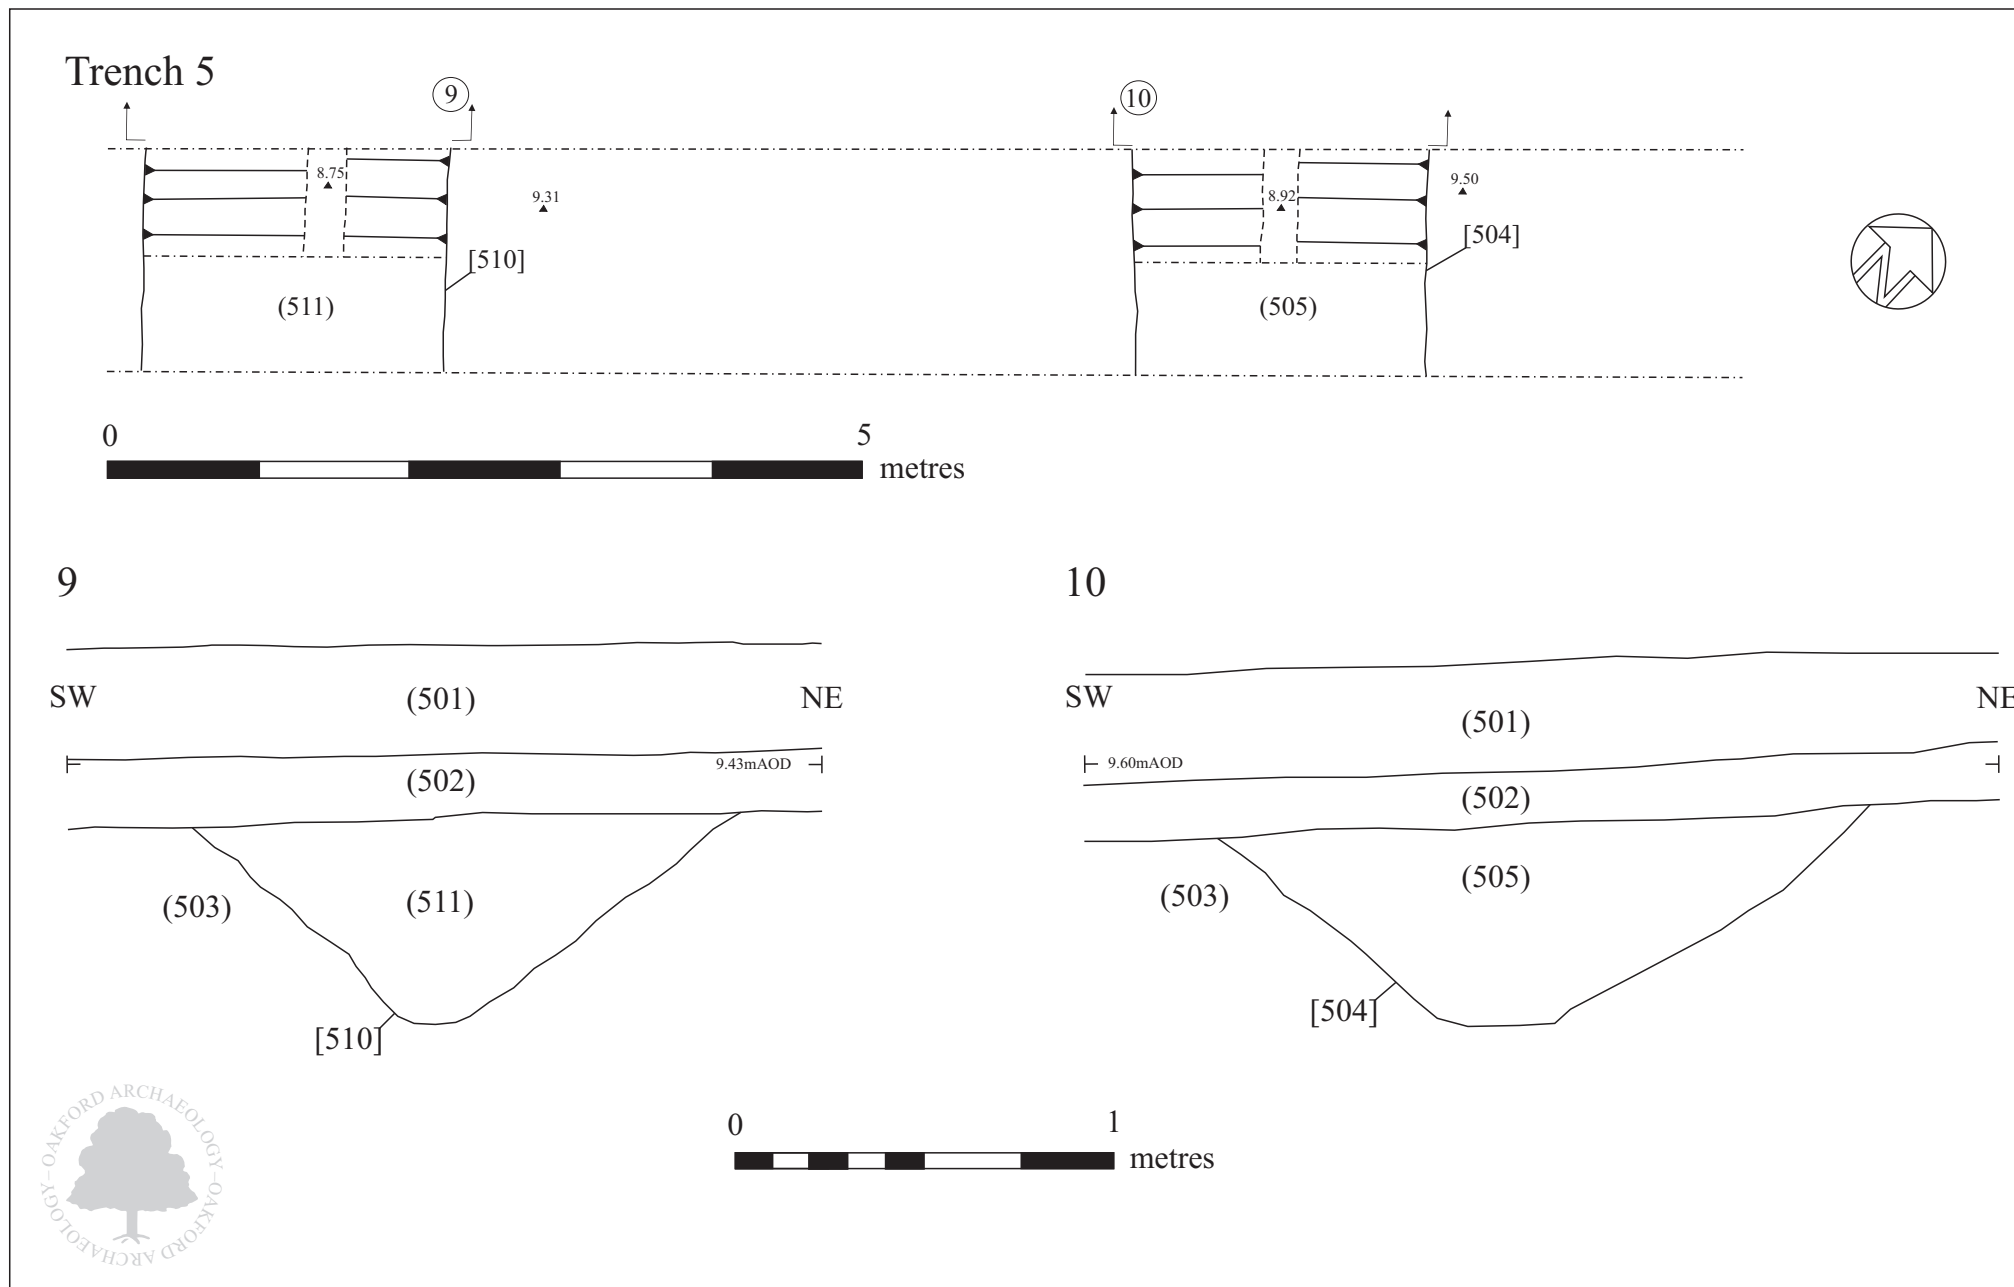 Trench 5
9
10
8.75
9.31
8.92
9.50
[510]
[504]
(511)
(505)
N
0
5
metres
9
10
SW
(501)
NE
SW
(501)
NE
9.43mAOD
(502)
9.60mAOD
(502)
(503)
(511)
(503)
(505)
[510]
[504]
0
1
metres
OAKFORD ARCHAEOLOGY–OAKFORD ARCHAEOLOGY–